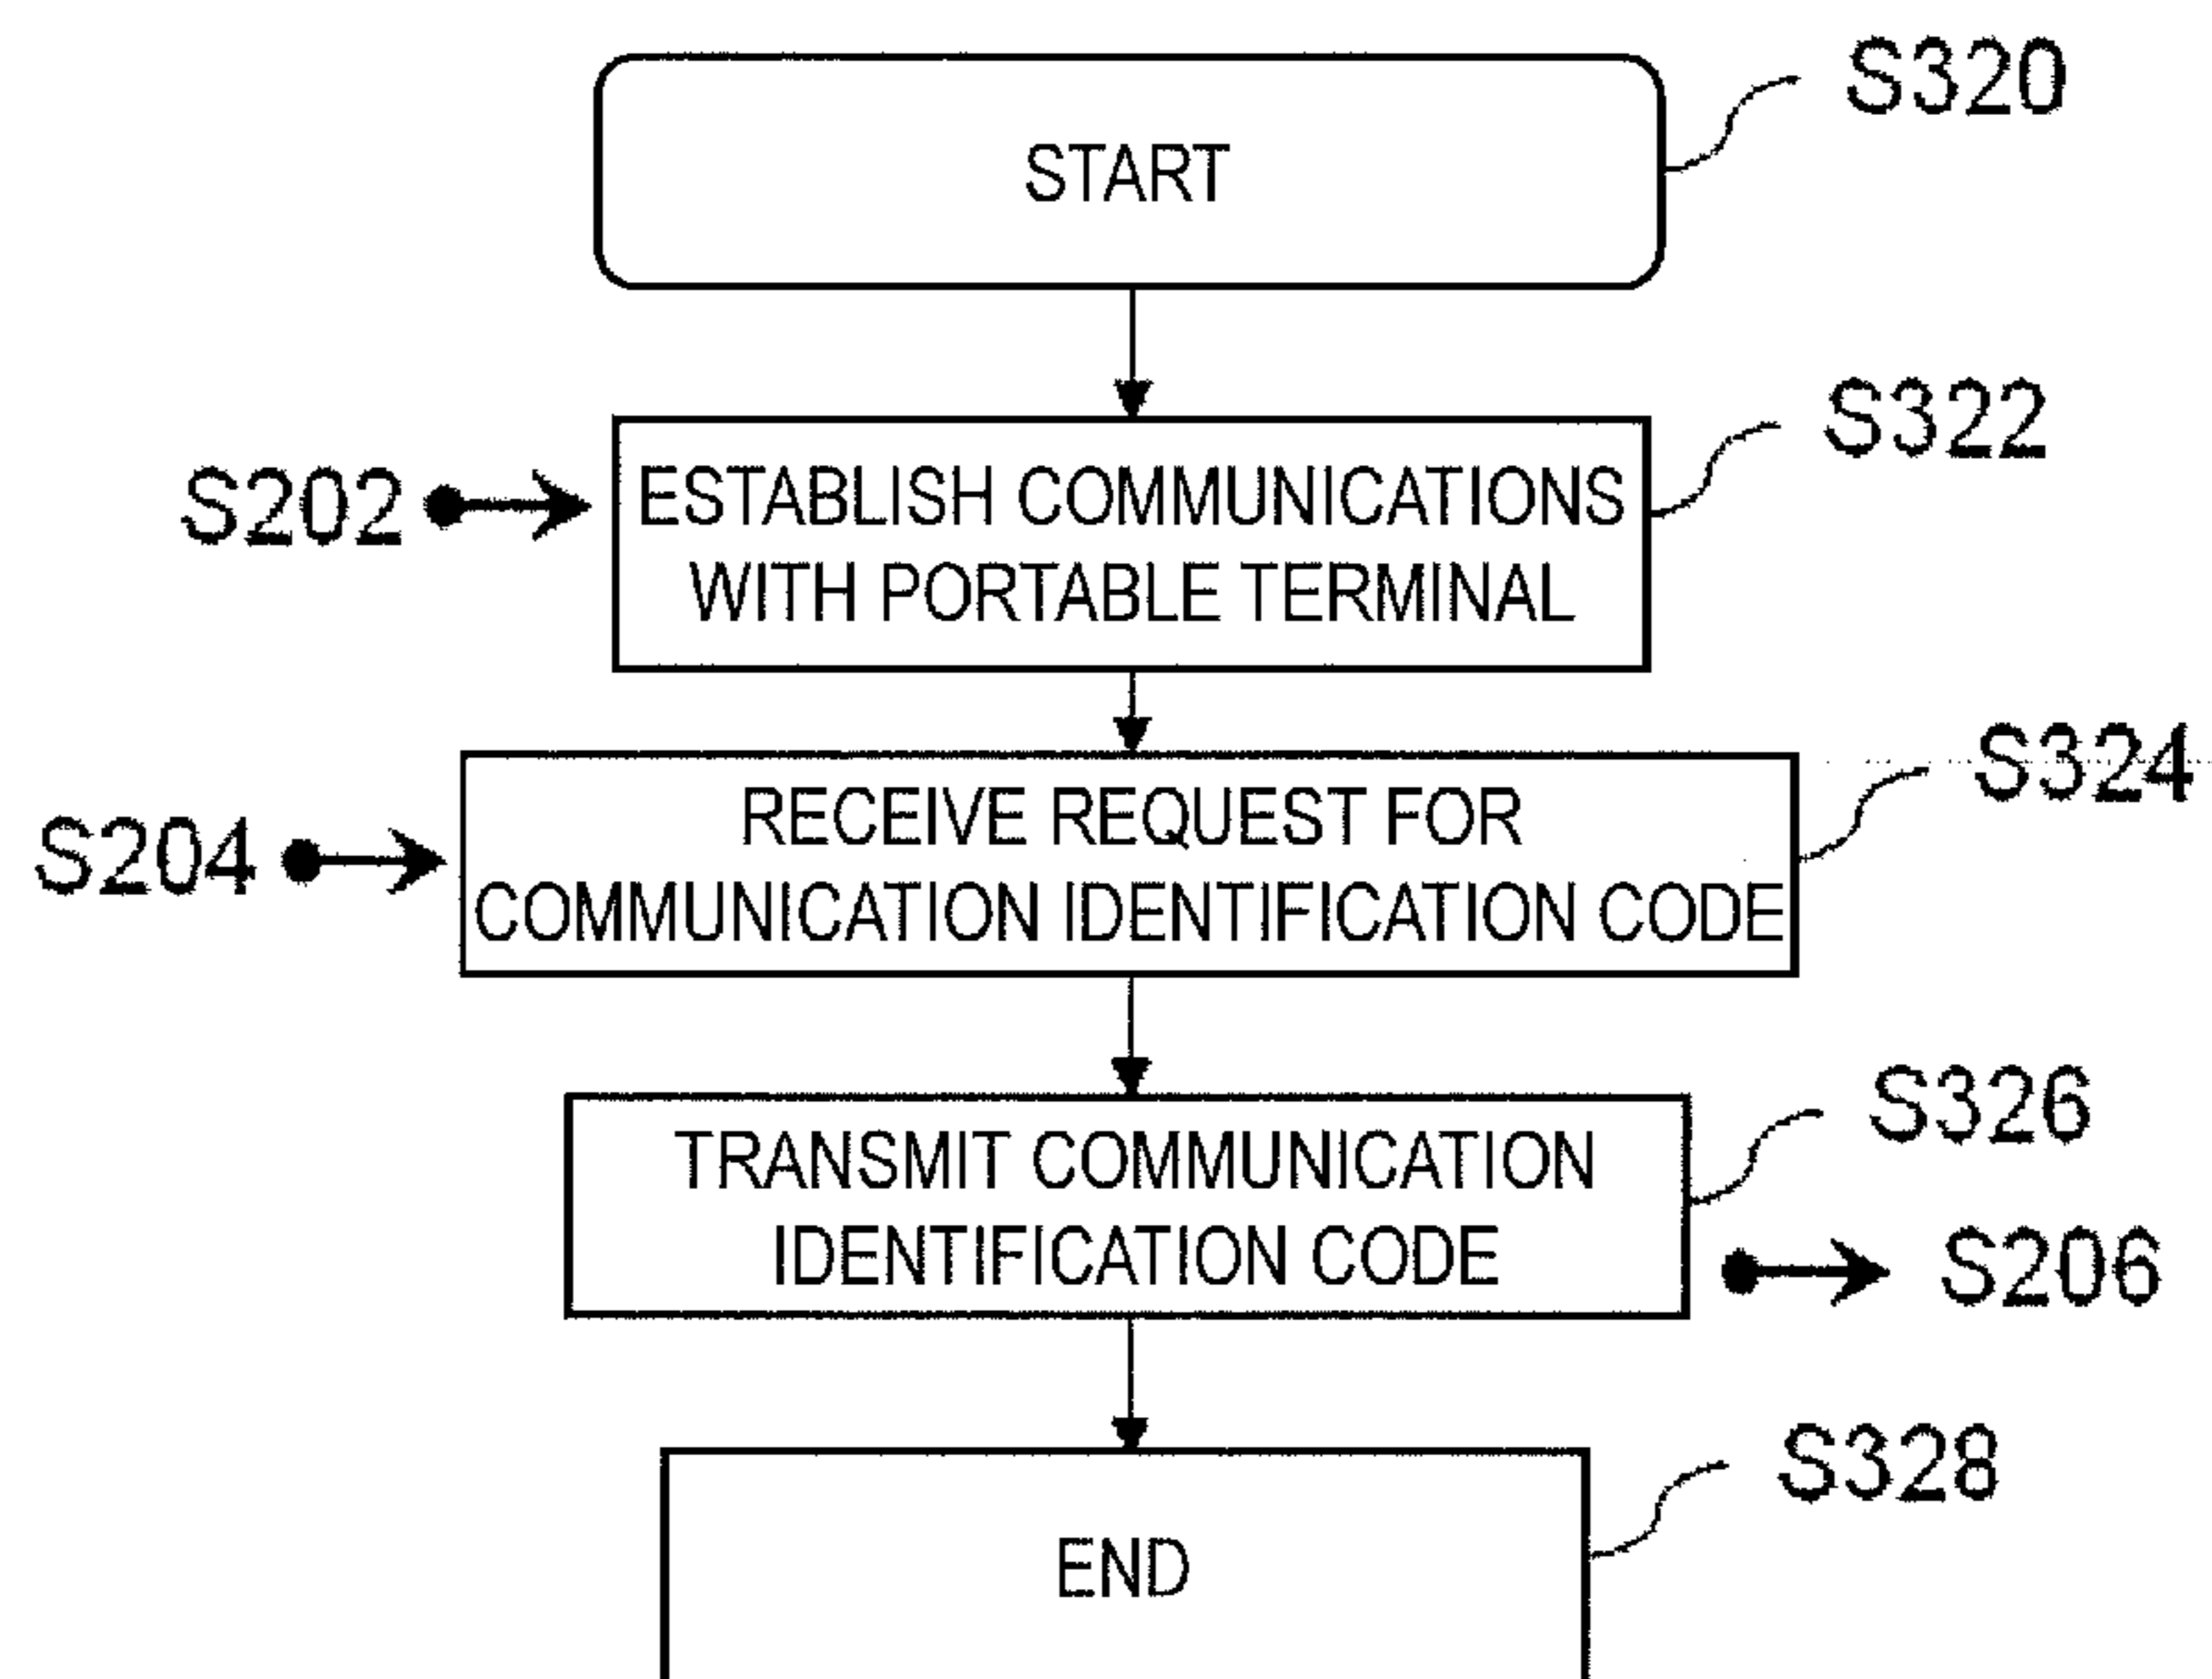 START
S320
S202
ESTABLISH COMMUNICATIONS
WITH PORTABLE TERMINAL
S322
S204
RECEIVE REQUEST FOR
COMMUNICATION IDENTIFICATION CODE
S324
TRANSMIT COMMUNICATION
IDENTIFICATION CODE
S326
S206
END
S328